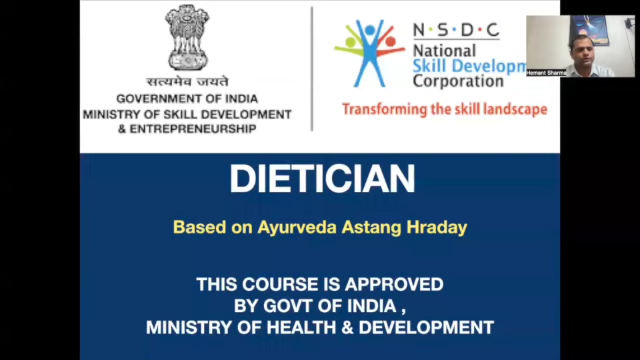 सत्यमेव जयते
GOVERNMENT OF INDIA
MINISTRY OF SKILL DEVELOPMENT
& ENTREPRENEURSHIP
N·S·D·C
National
Skill Developm
Corporation
Transforming the skill landscape
Hemant Sharma
DIETICIAN
Based on Ayurveda Astang Hraday
THIS COURSE IS APPROVED
BY GOVT OF INDIA ,
MINISTRY OF HEALTH & DEVELOPMENT